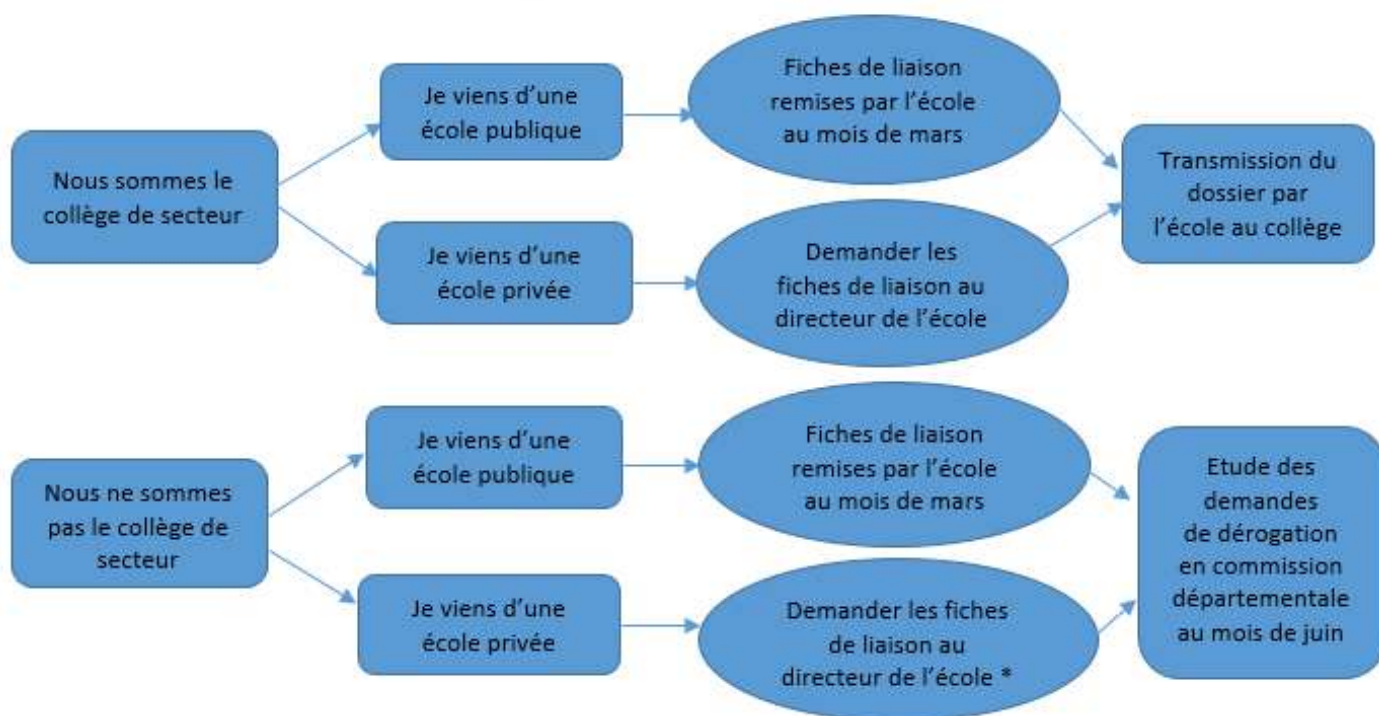 Nous sommes le
collège de secteur
Je viens d'une
école publique
Fiches de liaison
remises par l'école
au mois de mars
Je viens d'une
école privée
Demander les
fiches de liaison au
directeur de l'école
Transmission du
dossier par
l'école au collège
Nous ne sommes
pas le collège de
secteur
Je viens d'une
école publique
Fiches de liaison
remises par l'école
au mois de mars
Je viens d'une
école privée
Demander les fiches
de liaison au
directeur de l'école *
Etude des
demandes
de dérogation
en commission
départementale
au mois de juin